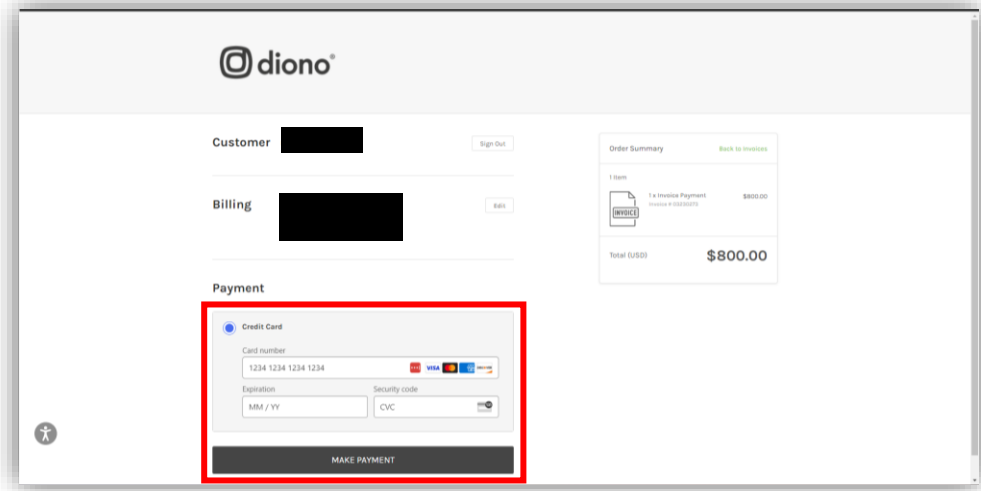 diono®
Customer
Sign Out
Billing
Edit
Payment
Credit Card
Card number
1234 1234 1234 1234
VISA
Expiration
Security code
MM / YY
CVC
MAKE PAYMENT
Order Summary
Back to Invoices
1 Item
INVOICE
1 x Invoice Payment
$800.00
Total (USD)
$800.00